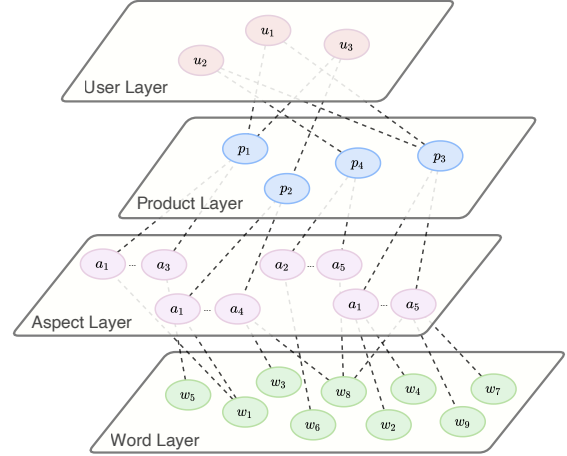 u₁
u₃
u₂
User Layer
p₁
p₃
p₄
p₂
Product Layer
a₁ ... a₃
a₂ ... a₅
a₁ ... a₄
a₁ ... a₅
Aspect Layer
w₃
w₈
w₄
w₇
w₅
w₁
w₆
w₂
w₉
Word Layer